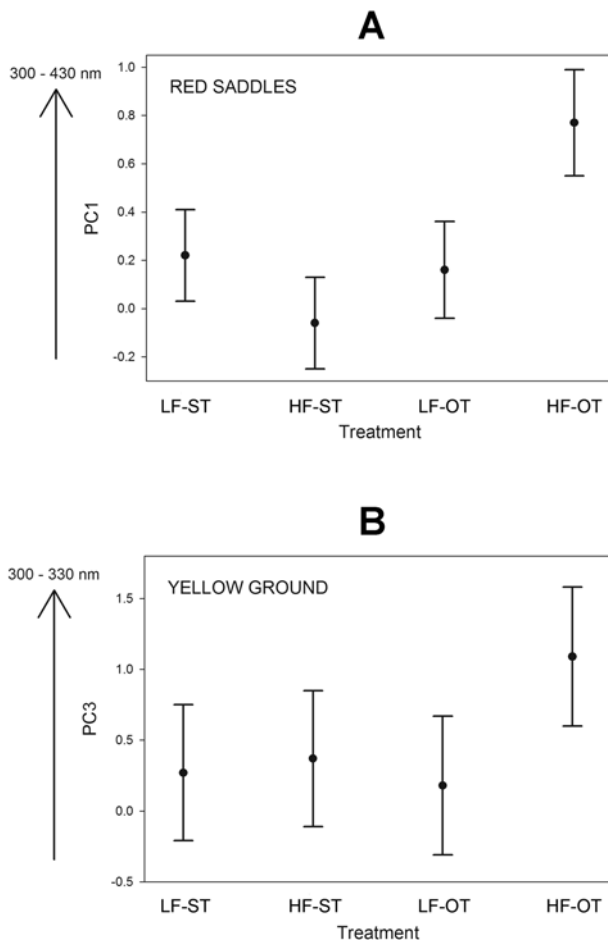 A
300 - 430 nm
RED SADDLES
PC1
1.0
0.8
0.6
0.4
0.2
0.0
-0.2
LF-ST HF-ST LF-OT HF-OT
Treatment
B
300 - 330 nm
YELLOW GROUND
PC3
1.5
1.0
0.5
0.0
-0.5
LF-ST HF-ST LF-OT HF-OT
Treatment